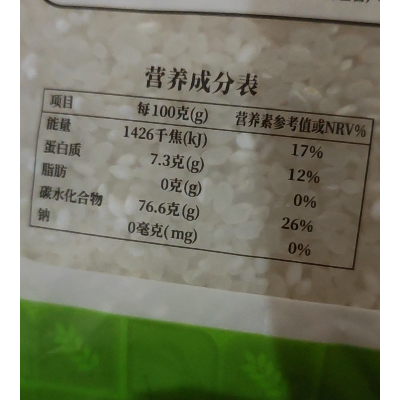 营养成分表
项目 每100克(g) 营养素参考值或NRV%
能量 1426千焦(kJ) 17%
蛋白质 7.3克(g) 12%
脂肪 0克(g) 0%
碳水化合物 76.6克(g) 26%
钠 0毫克(mg) 0%